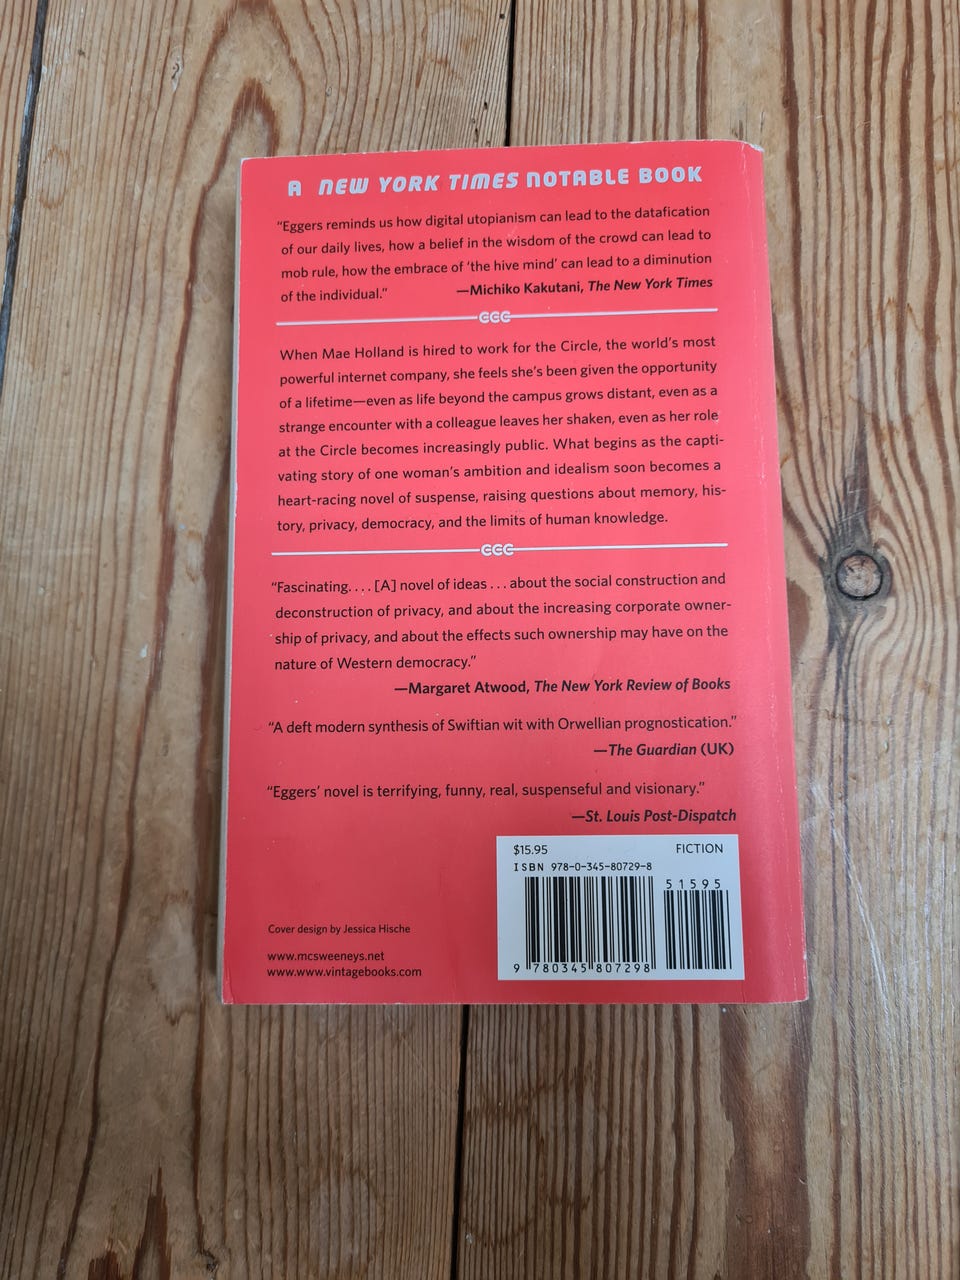 A NEW YORK TIMES NOTABLE BOOK
“Eggers reminds us how digital utopianism can lead to the datafication
of our daily lives, how a belief in the wisdom of the crowd can lead to
mob rule, how the embrace of ‘the hive mind’ can lead to a diminution
of the individual.” —Michiko Kakutani, The New York Times
When Mae Holland is hired to work for the Circle, the world’s most
powerful internet company, she feels she’s been given the opportunity
of a lifetime—even as life beyond the campus grows distant, even as a
strange encounter with a colleague leaves her shaken, even as her role
at the Circle becomes increasingly public. What begins as the capti-
vating story of one woman’s ambition and idealism soon becomes a
heart-racing novel of suspense, raising questions about memory, his-
tory, privacy, democracy, and the limits of human knowledge.
“Fascinating. . . . [A] novel of ideas . . . about the social construction and
deconstruction of privacy, and about the increasing corporate owner-
ship of privacy, and about the effects such ownership may have on the
nature of Western democracy.”
—Margaret Atwood, The New York Review of Books
“A deft modern synthesis of Swiftian wit with Orwellian prognostication.”
—The Guardian (UK)
“Eggers’ novel is terrifying, funny, real, suspenseful and visionary.”
—St. Louis Post-Dispatch
$15.95 FICTION
ISBN 978-0-345-80729-8
51595
9 780345 807298
Cover design by Jessica Hische
www.mcsweeneys.net
www.www.vintagebooks.com